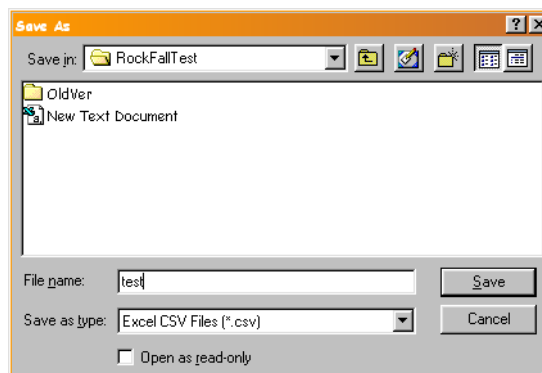 Save As
Save in: RockFallTest
OldVer
New Text Document
File name: test Save
Save as type: Excel CSV Files (*.csv) Cancel
Open as read-only